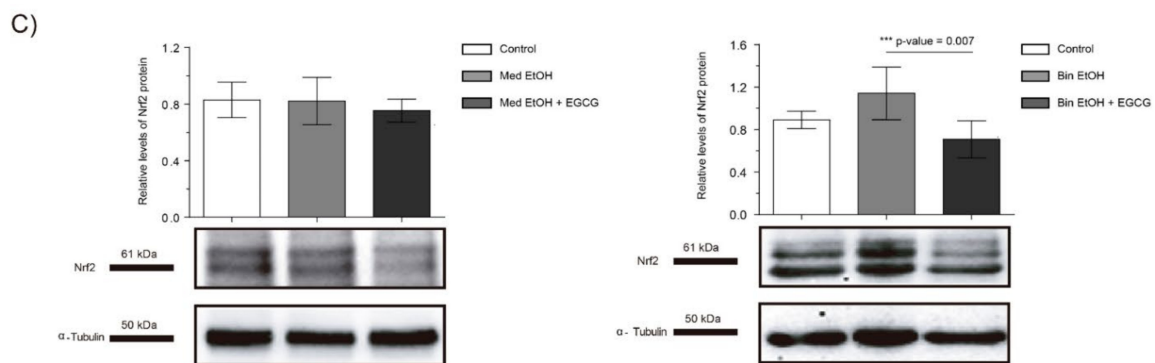 C)
Relative levels of Nrf2 protein
1.2
0.8
0.4
0.0
Control
Med EtOH
Med EtOH + EGCG
Nrf2
61 kDa
α-Tubulin
50 kDa
Relative levels of Nrf2 protein
1.6
1.2
0.8
0.4
0.0
*** p-value = 0.007
Control
Bin EtOH
Bin EtOH + EGCG
Nrf2
61 kDa
α- Tubulin
50 kDa